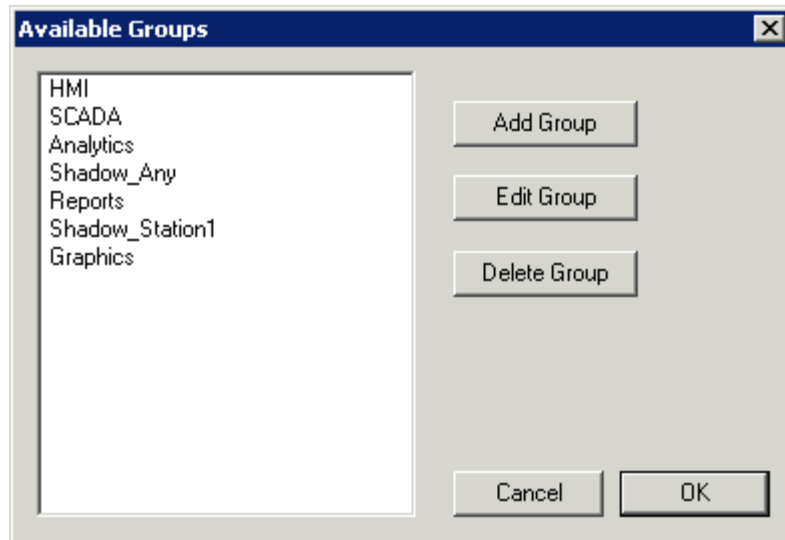 Available Groups
HMI
SCADA
Analytics
Shadow_Any
Reports
Shadow_Station1
Graphics
Add Group
Edit Group
Delete Group
Cancel
OK